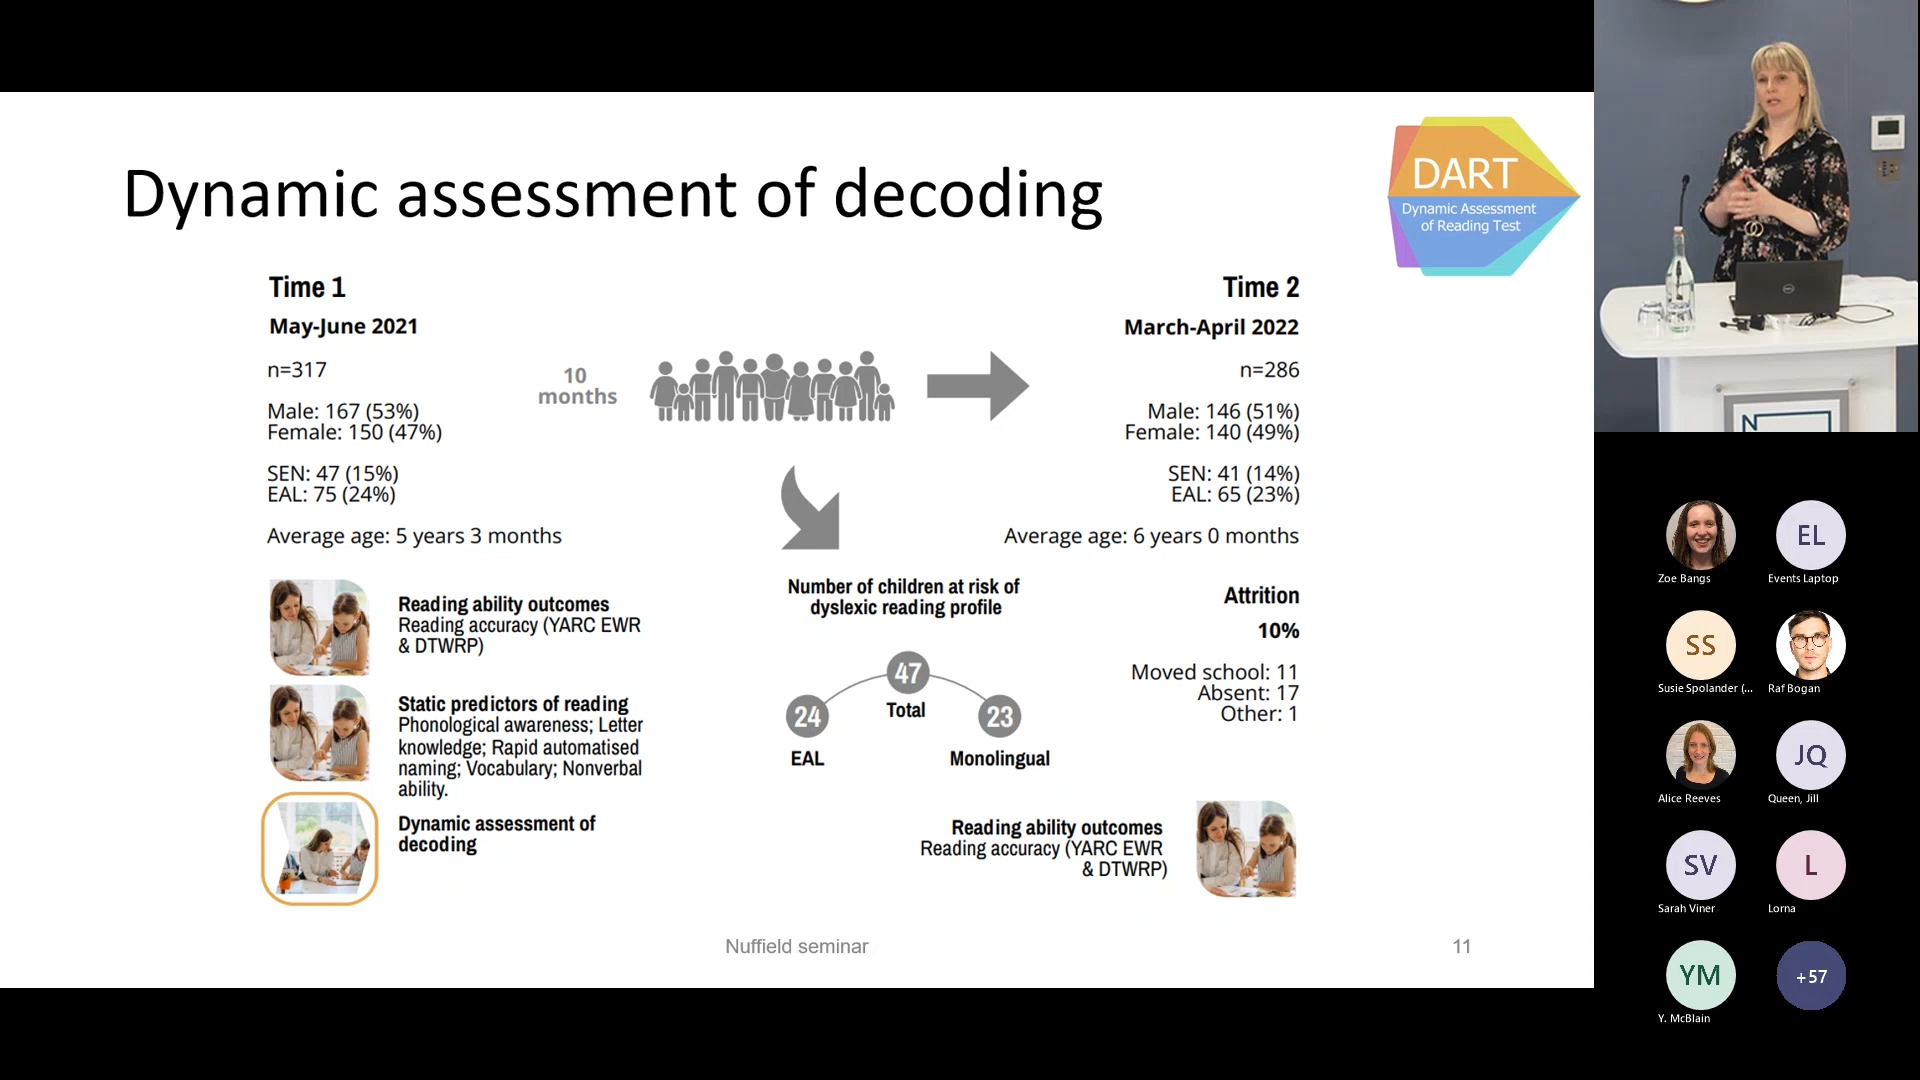 Dynamic assessment of decoding
DART
Dynamic Assessment
of Reading Test
Time 1
May-June 2021
n=317
Male: 167 (53%)
Female: 150 (47%)
SEN: 47 (15%)
EAL: 75 (24%)
Average age: 5 years 3 months
10
months
Time 2
March-April 2022
n=286
Male: 146 (51%)
Female: 140 (49%)
SEN: 41 (14%)
EAL: 65 (23%)
Average age: 6 years 0 months
Reading ability outcomes
Reading accuracy (YARC EWR
& DTWRP)
Static predictors of reading
Phonological awareness; Letter
knowledge; Rapid automatised
naming; Vocabulary; Nonverbal
ability.
Dynamic assessment of
decoding
Number of children at risk of
dyslexic reading profile
47
Total
24
EAL
23
Monolingual
Attrition
10%
Moved school: 11
Absent: 17
Other: 1
Reading ability outcomes
Reading accuracy (YARC EWR
& DTWRP)
Nuffield seminar
11
N
Zoe Bangs
EL
Events Laptop
SS
Susie Spolander (...
Raf Bogan
Alice Reeves
JQ
Queen, Jill
SV
Sarah Viner
L
Lorna
YM
Y. McBlain
+57